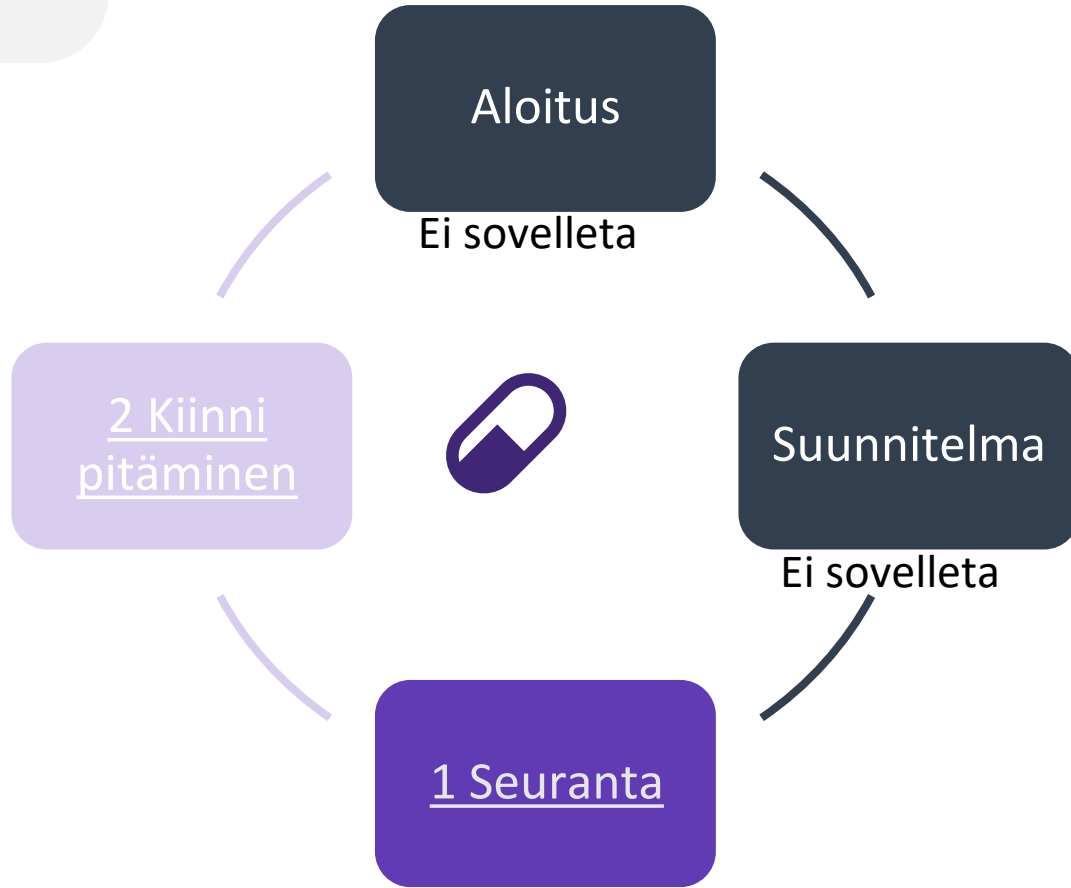 Aloitus
Ei sovelleta
2 Kiinni
pitäminen
Suunnitelma
Ei sovelleta
1 Seuranta